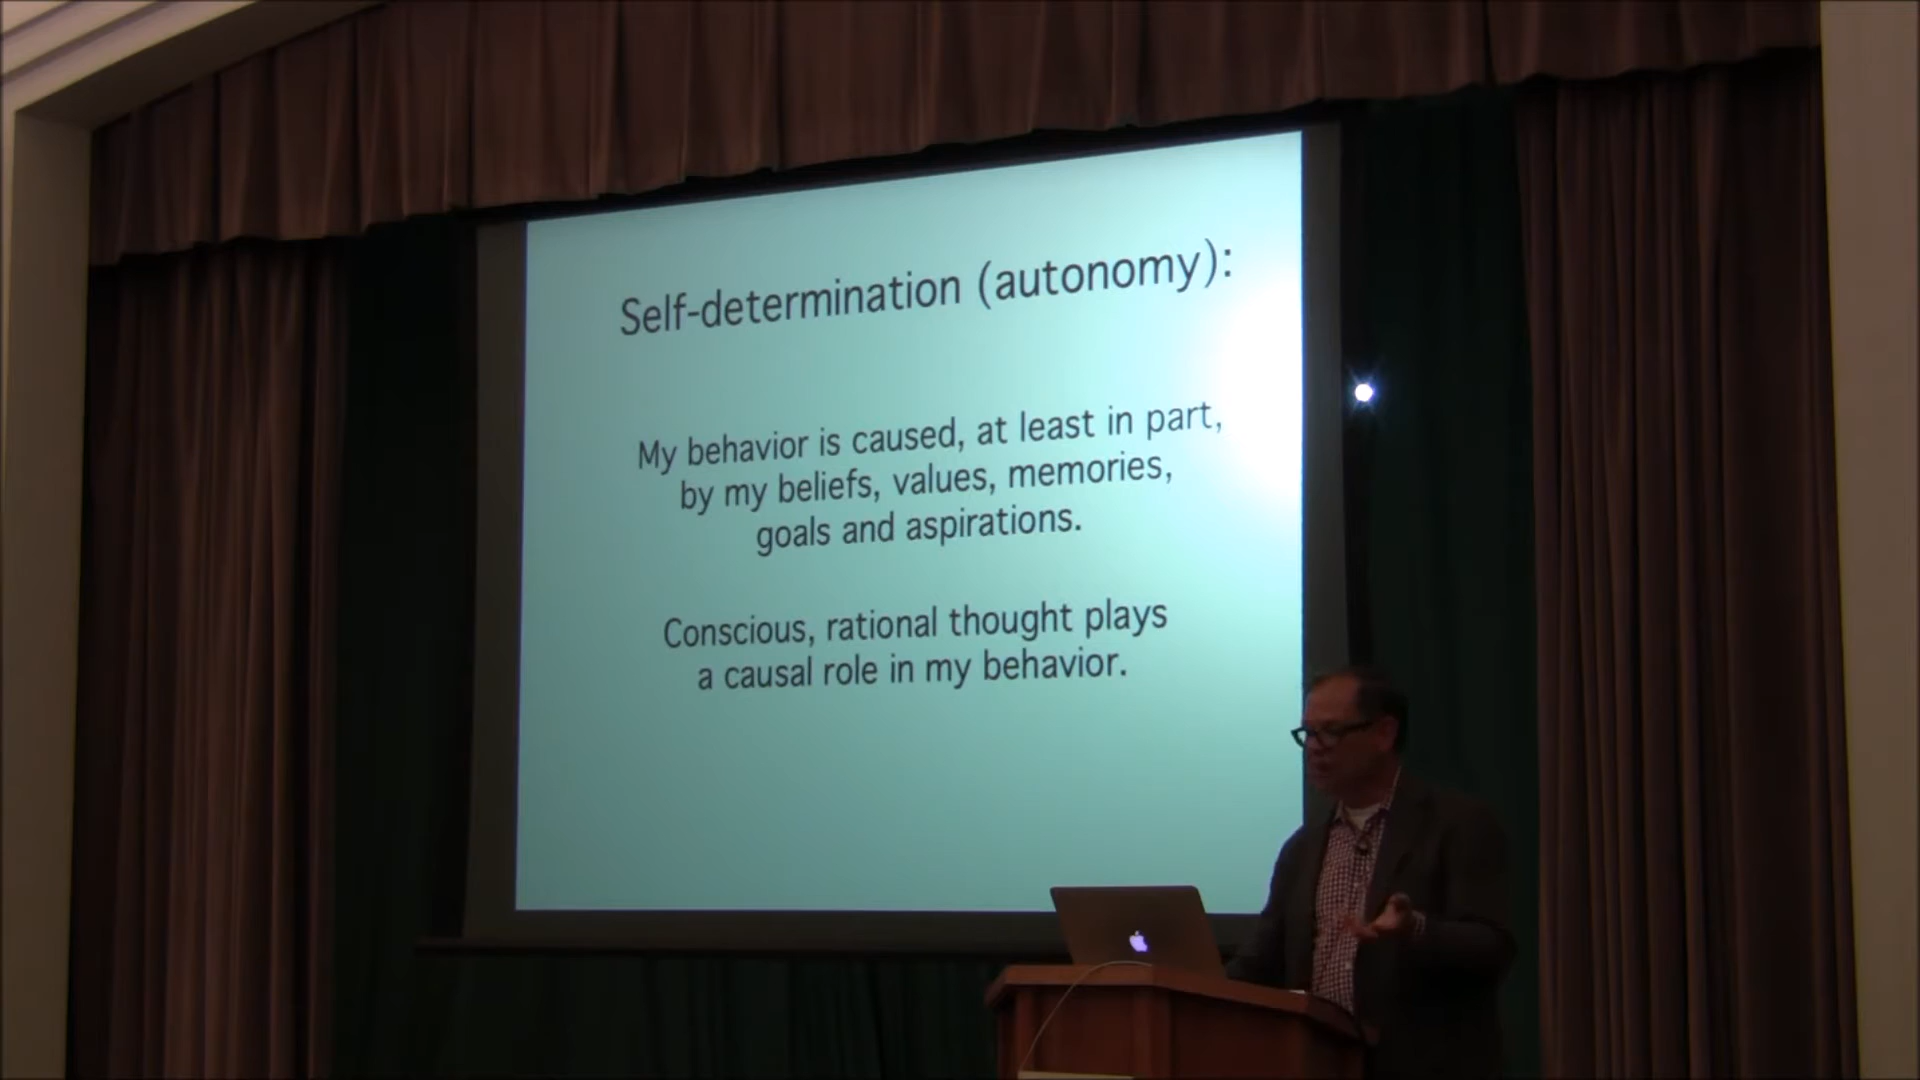 Self-determination (autonomy):
My behavior is caused, at least in part,
by my beliefs, values, memories,
goals and aspirations.
Conscious, rational thought plays
a causal role in my behavior.